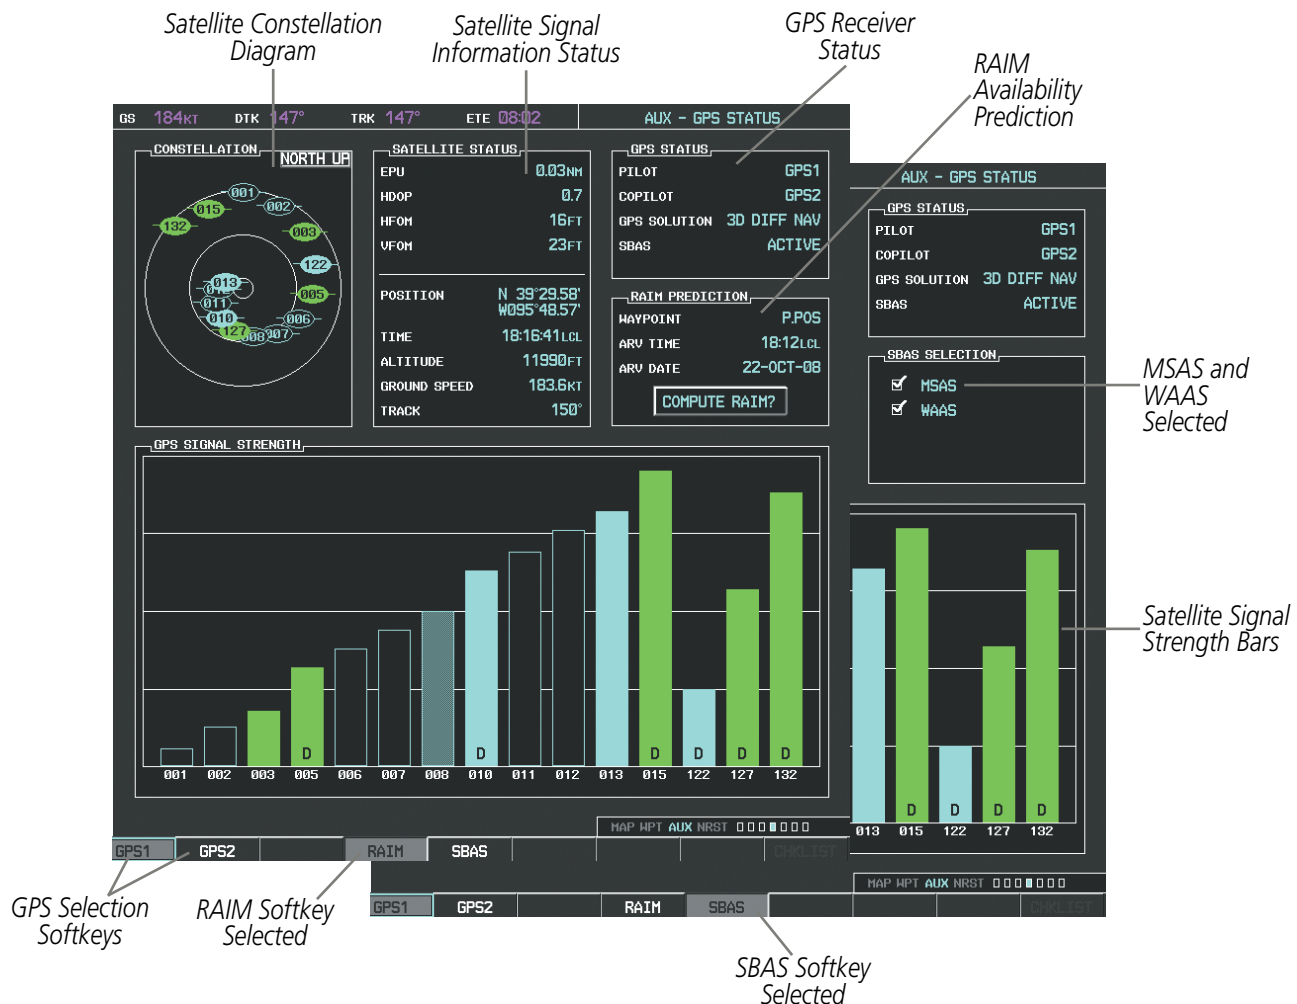 Satellite Constellation
Diagram
Satellite Signal
Information Status
GPS Receiver
Status
RAIM
Availability
Prediction
GS 184KT DTK 147° TRK 147° ETE 08:02 AUX - GPS STATUS
CONSTELLATION
NORTH UP
001
002
015
132
003
122
013
005
011
010
006
007
127
008
SATELLITE STATUS
EPU 0.03NM
HDOP 0.7
HFOM 16FT
VFOM 23FT
POSITION N 39°29.58'
W095°48.57'
TIME 18:16:41LCL
ALTITUDE 11990FT
GROUND SPEED 183.6KT
TRACK 150°
GPS STATUS
PILOT GPS1
COPILOT GPS2
GPS SOLUTION 3D DIFF NAV
SBAS ACTIVE
RAIM PREDICTION
WAYPOINT P.POS
ARV TIME 18:12LCL
ARV DATE 22-OCT-08
COMPUTE RAIM?
GPS SIGNAL STRENGTH
D D D D D D
001 002 003 005 006 007 008 010 011 012 013 015 122 127 132
MAP WPT AUX NRST
GPS1 GPS2 RAIM SBAS CHKLIST
AUX - GPS STATUS
GPS STATUS
PILOT GPS1
COPILOT GPS2
GPS SOLUTION 3D DIFF NAV
SBAS ACTIVE
SBAS SELECTION
MSAS
WAAS
MSAS and
WAAS
Selected
Satellite Signal
Strength Bars
D D D D
013 015 122 127 132
MAP WPT AUX NRST
GPS1 GPS2 RAIM SBAS CHKLIST
GPS Selection
Softkeys
RAIM Softkey
Selected
SBAS Softkey
Selected